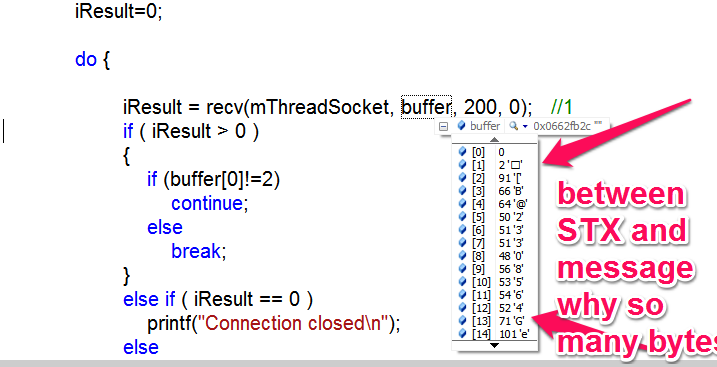 iResult=0;
do {
iResult = recv(mThreadSocket, buffer, 200, 0); //1
buffer 0x0662fb2c ""
if ( iResult > 0 )
{
[0] 0
[1] 2 '□'
if (buffer[0]!=2)
[2] 91 '['
continue;
[3] 66 'B'
[4] 64 '@'
else
[5] 50 '2'
break;
[6] 51 '3'
[7] 51 '3'
}
[8] 48 '0'
[9] 56 '8'
else if ( iResult == 0 )
[10] 53 '5'
[11] 54 '6'
printf("Connection closed\n");
[12] 52 '4'
[13] 71 'G'
else
[14] 101 'e'
between
STX and
message
why so
many bytes